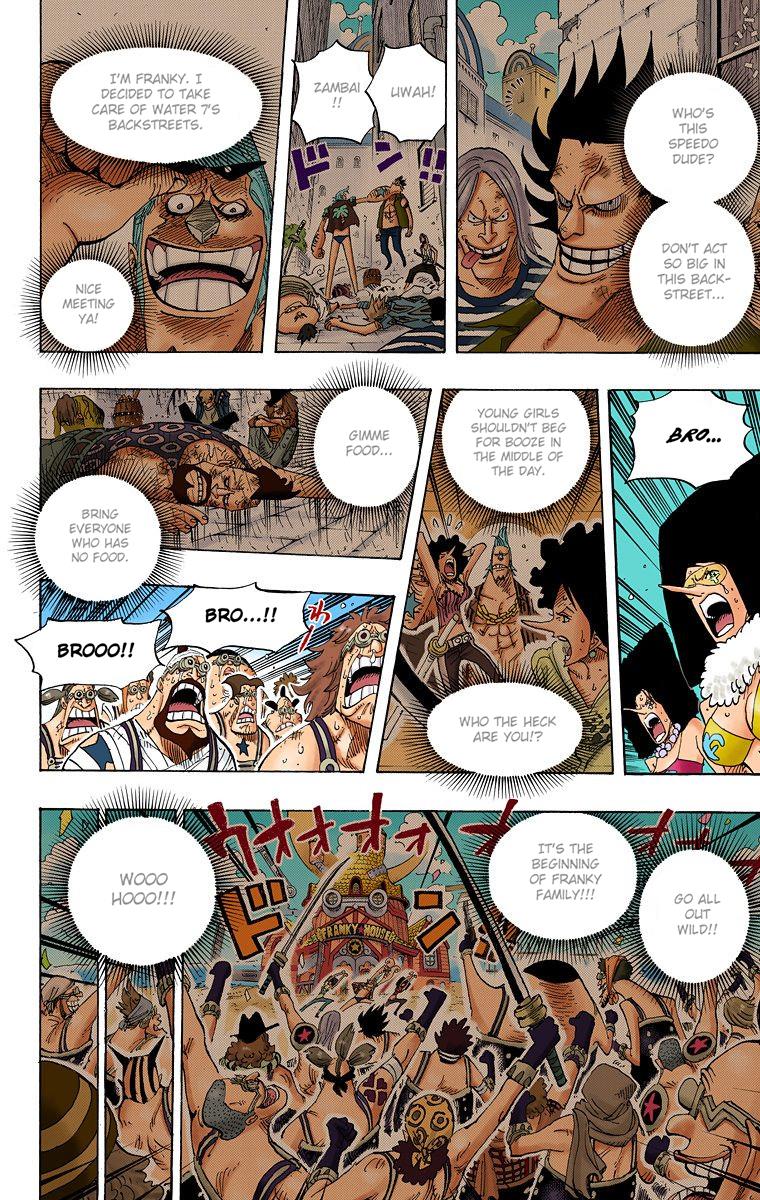 WHO'S
THIS
SPEEDO
DUDE?
DON'T ACT
SO BIG IN
THIS BACK-
STREET...
UWAH!
ZAMBAI
!!
ドン!!
I'M FRANKY. I
DECIDED TO TAKE
CARE OF WATER 7'S
BACKSTREETS.
NICE
MEETING
YA!
BRO...
YOUNG GIRLS
SHOULDN'T BEG
FOR BOOZE IN
THE MIDDLE OF
THE DAY.
WHO THE HECK
ARE YOU!?
GIMME
FOOD...
BRING
EVERYONE
WHO HAS
NO FOOD.
BRO...!!
BROOO!!
GO ALL
OUT
WILD!!
IT'S THE
BEGINNING
OF FRANKY
FAMILY!!!
WOOO
HOOO!!!
ウオオオオオオ
ドン
FRANKY HOUSE